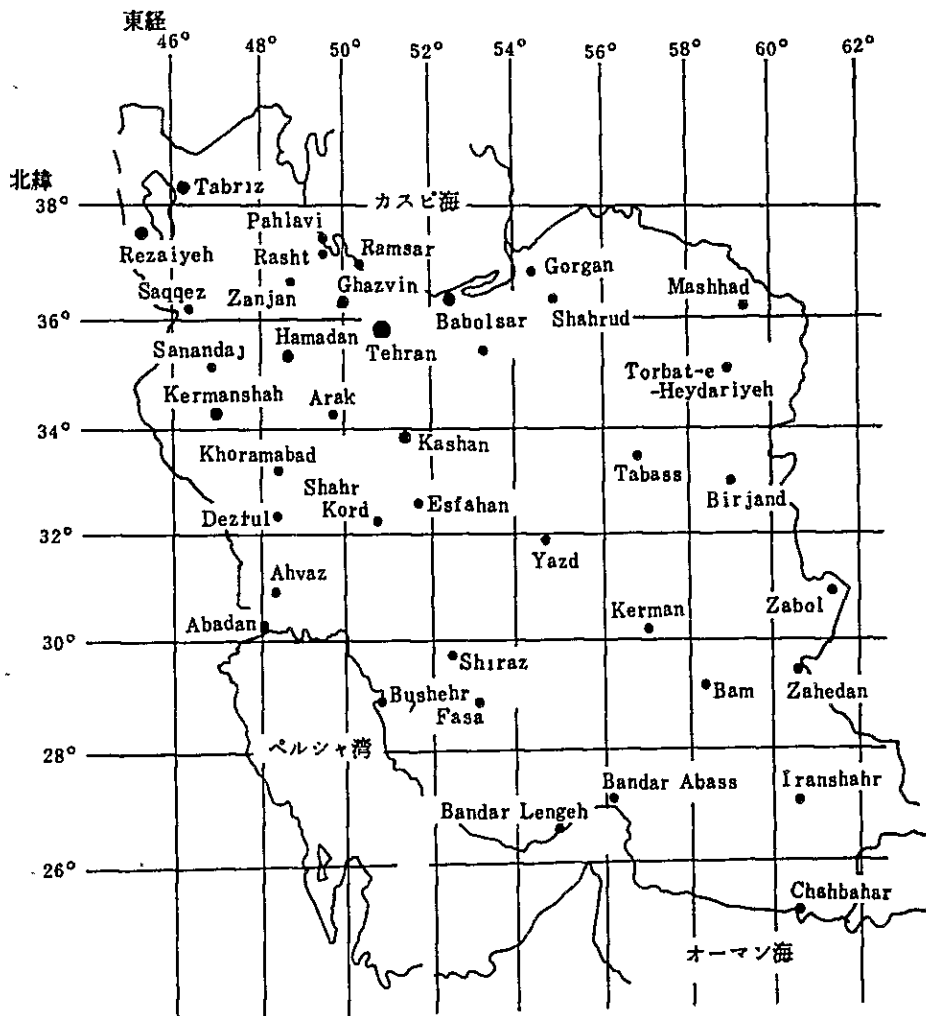 東経
46° 48° 50° 52° 54° 56° 58° 60° 62°
北緯
38°
Tabriz
カスピ海
Pahlavi
Rezaiyeh
Rasht
Ramsar
Gorgan
Saqqez
Zanjan
Ghazvin
Mashhad
36°
Babolsar
Shahrud
Sanandaj
Hamadan
Tehran
Torbat-e
-Heydariyeh
Kermanshah
Arak
34°
Kashan
Khoramabad
Tabass
Birjand
Shahr
Kord
Dezful
Esfahan
32°
Yazd
Ahvaz
Kerman
Zabol
Abadan
30°
Shiraz
Bushehr
Fasa
Bam
Zahedan
28°
ペルシャ湾
Bandar Abass
Iranshahr
Bandar Lengeh
26°
Chahbahar
オーマン海